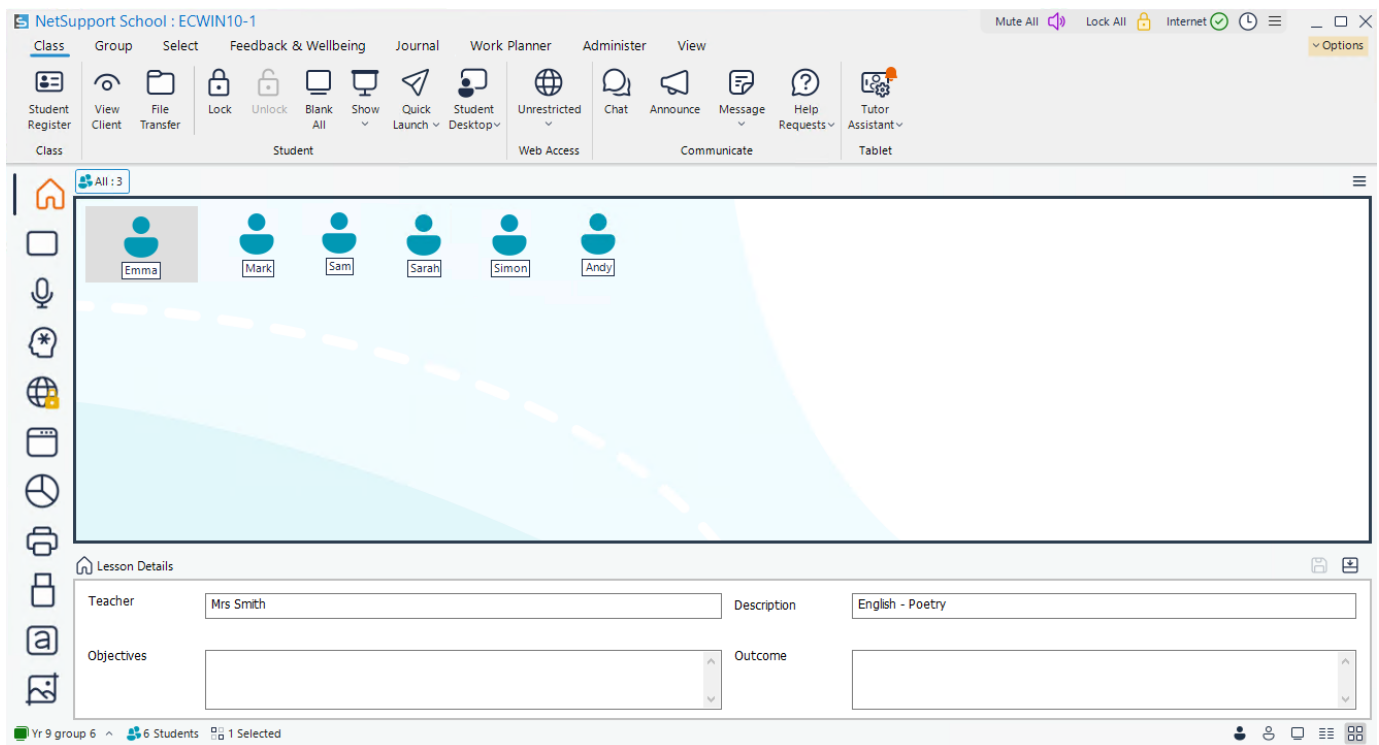 NetSupport School : ECWIN10-1
Mute All Lock All Internet
Class Group Select Feedback & Wellbeing Journal Work Planner Administer View
Options
Student Register
View Client
File Transfer
Lock
Unlock
Blank All
Show
Quick Launch
Student Desktop
Unrestricted
Chat
Announce
Message
Help Requests
Tutor Assistant
Class Student Web Access Communicate Tablet
All : 3
Emma Mark Sam Sarah Simon Andy
Lesson Details
Teacher Mrs Smith Description English - Poetry
Objectives Outcome
Yr 9 group 6 6 Students 1 Selected